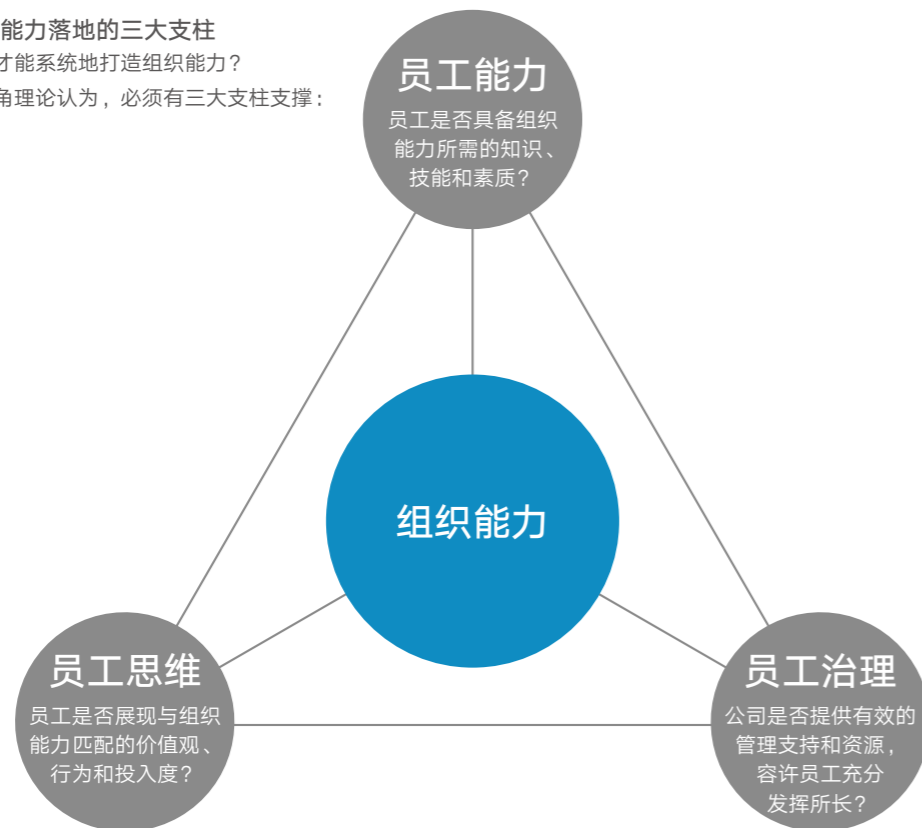 能力落地的三大支柱
才能系统地打造组织能力？
角理论认为，必须有三大支柱支撑：
员工能力
员工是否具备组织
能力所需的知识、
技能和素质？
组织能力
员工思维
员工是否展现与组织
能力匹配的价值观、
行为和投入度？
员工治理
公司是否提供有效的
管理支持和资源，
容许员工充分
发挥所长？